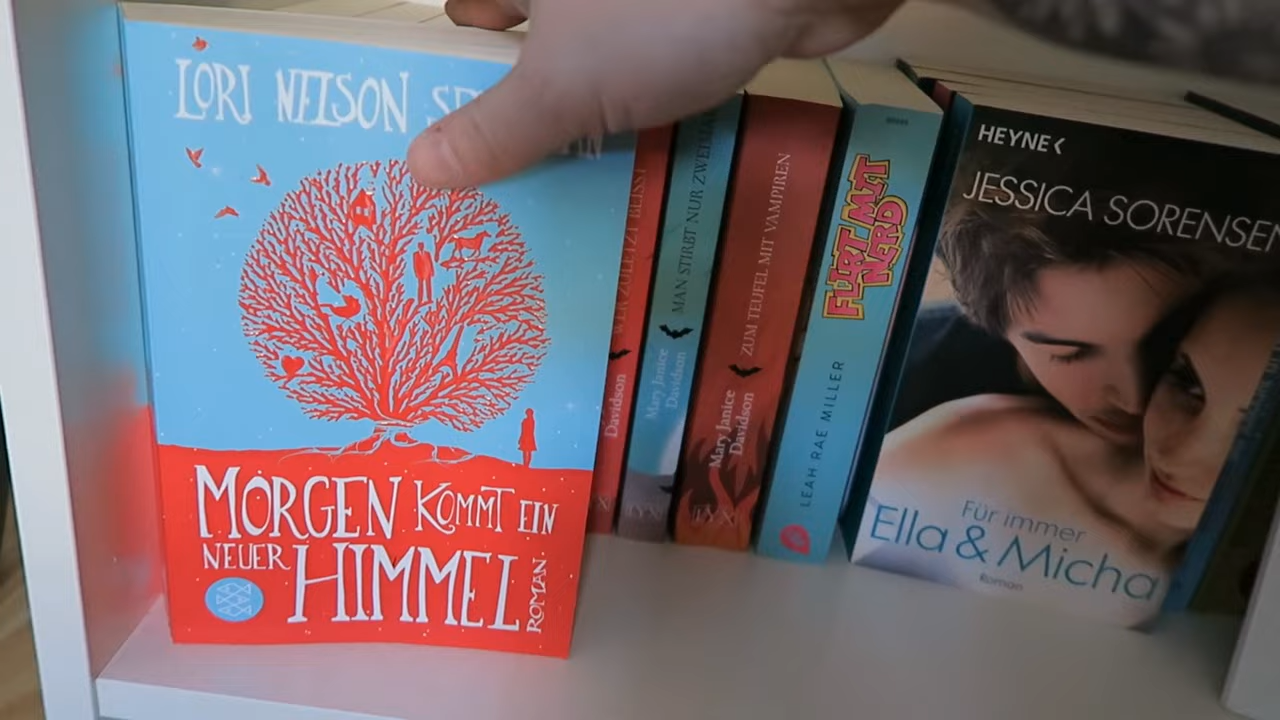 LORI NELSON
MORGEN KOMMT EIN
NEUER HIMMEL
ROMAN
WER ZULETZT BEISST
Davidson
MAN STIRBT NUR
Mary Janice
Davidson
ZUM TEUFEL MIT VAMPIREN
Mary Janice
Davidson
FLIRT MIT
NERD
LEAH RAE MILLER
HEYNE
JESSICA SORENSEN
Für immer
Ella & Micha
Roman